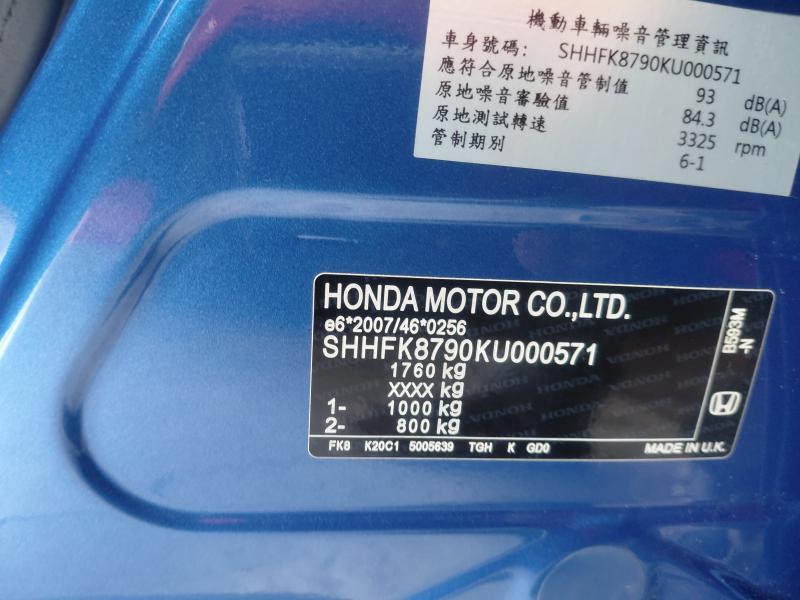 機動車輛噪音管理資訊
車身號碼: SHHFK8790KU000571
應符合原地噪音管制值 93 dB(A)
原地噪音審驗值 84.3 dB(A)
原地測試轉速 3325 rpm
管制期別 6-1
HONDA MOTOR CO.,LTD.
e6*2007/46*0256
SHHFK8790KU000571
1760 kg
XXXX kg
1- 1000 kg
2- 800 kg
FK8 K20C1 5005639 TGH K GD0 MADE IN U.K.
B593M
-N